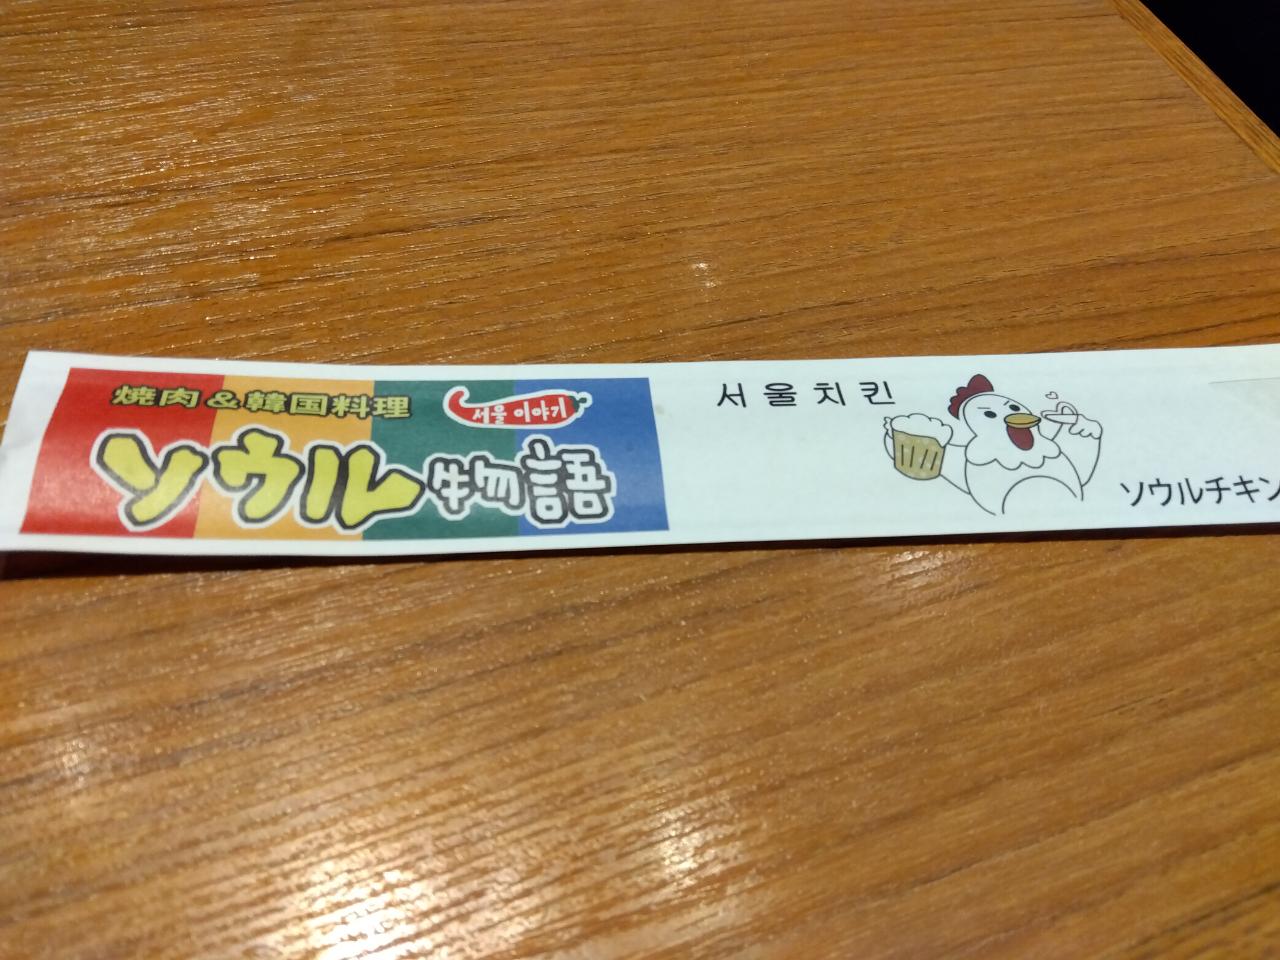 焼肉&韓国料理
서울 이야기
ソウル物語
서울치킨
ソウルチキン